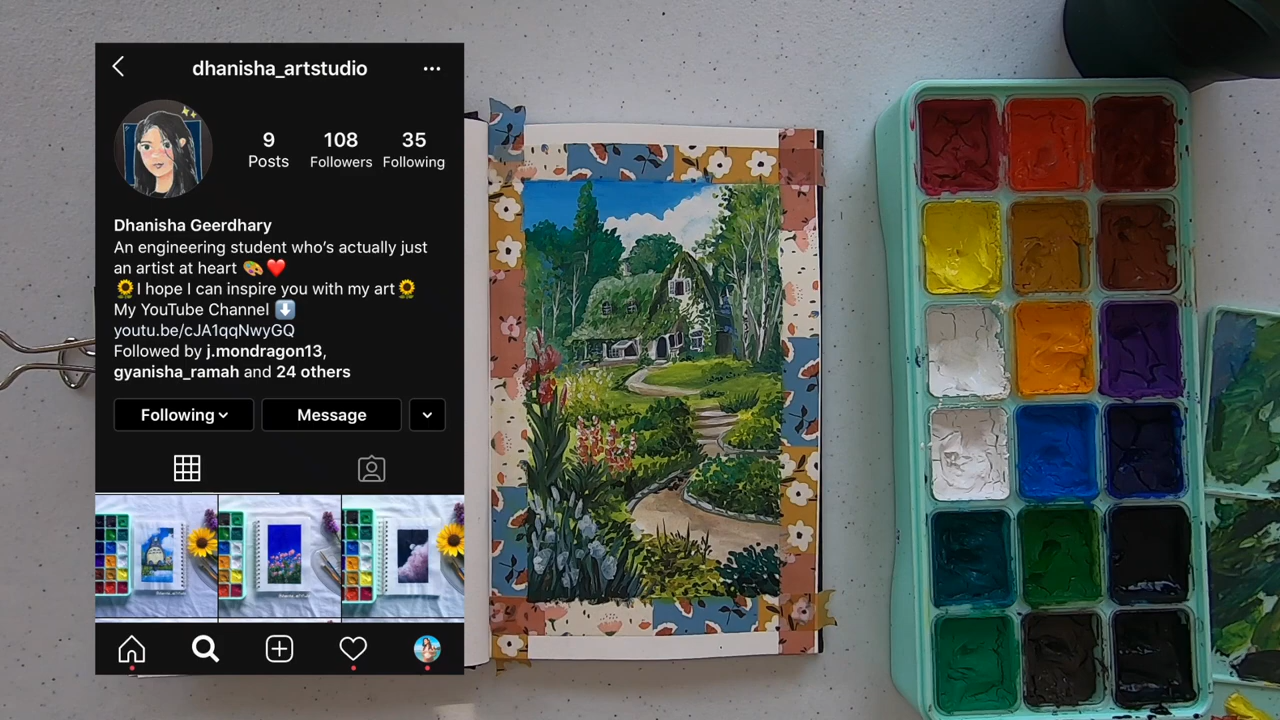 dhanisha_artstudio
9 108 35
Posts Followers Following
Dhanisha Geerdhary
An engineering student who’s actually just
an artist at heart 🎨❤️
🌻I hope I can inspire you with my art🌻
My YouTube Channel ⬇️
youtu.be/cJA1qqNwyGQ
Followed by j.mondragon13,
gyanisha_ramah and 24 others
Following Message